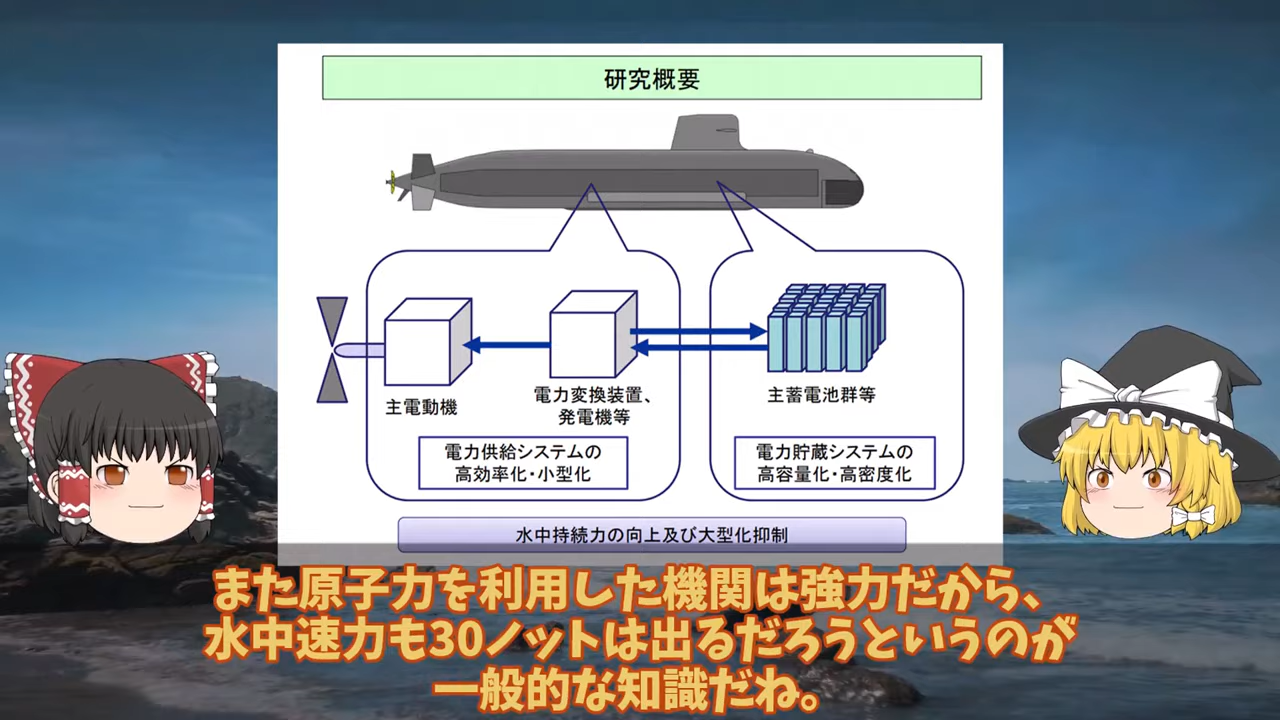 研究概要
主電動機
電力変換装置、
発電機等
主蓄電池群等
電力供給システムの
高効率化・小型化
電力貯蔵システムの
高容量化・高密度化
水中持続力の向上及び大型化抑制
また原子力を利用した機関は強力だから、
水中速力も30ノットは出るだろうというのが
一般的な知識だね。